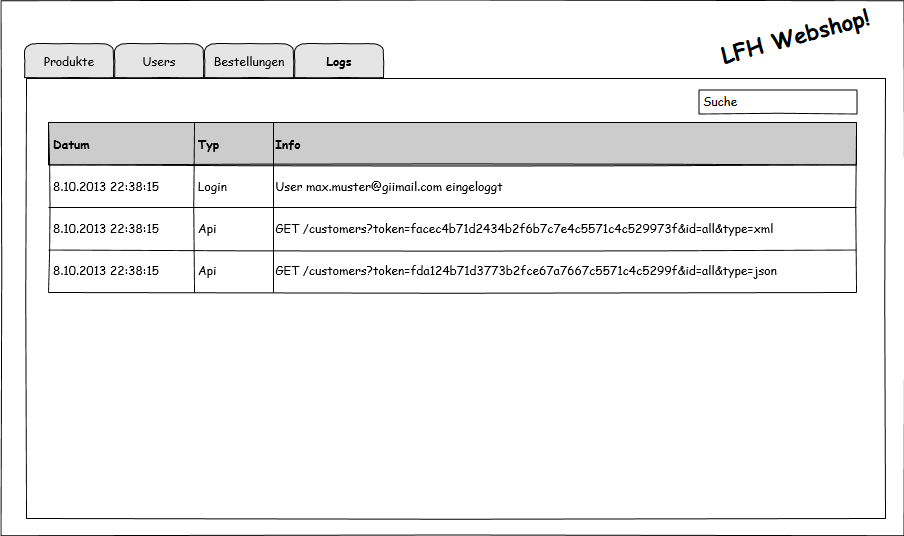 LFH Webshop!
Produkte Users Bestellungen Logs
Suche
Datum Typ Info
8.10.2013 22:38:15 Login User max.muster@giimail.com eingeloggt
8.10.2013 22:38:15 Api GET /customers?token=facec4b71d2434b2f6b7c7e4c5571c4c529973f&id=all&type=xml
8.10.2013 22:38:15 Api GET /customers?token=fda124b71d3773b2fce67a7667c5571c4c5299f&id=all&type=json